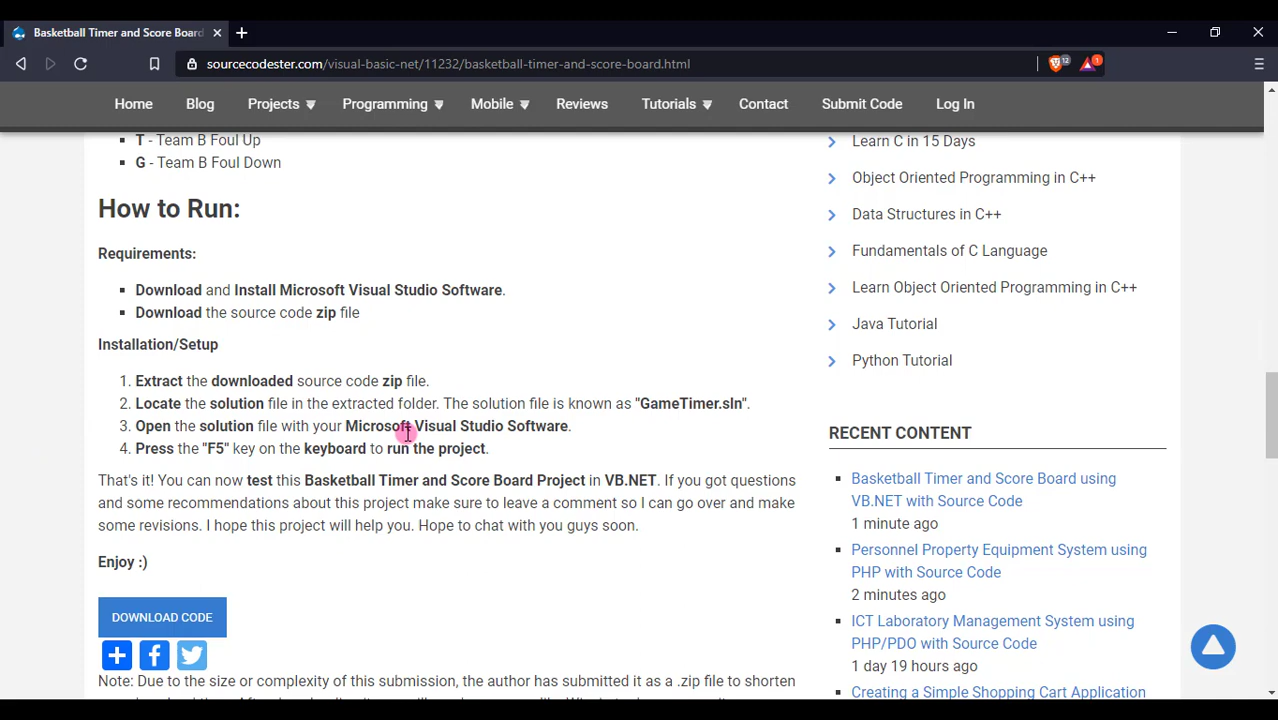 Basketball Timer and Score Board
sourcecodester.com/visual-basic-net/11232/basketball-timer-and-score-board.html
12
1
Home Blog Projects Programming Mobile Reviews Tutorials Contact Submit Code Log In
T - Team B Foul Up
G - Team B Foul Down
How to Run:
Requirements:
Download and Install Microsoft Visual Studio Software.
Download the source code zip file
Installation/Setup
1. Extract the downloaded source code zip file.
2. Locate the solution file in the extracted folder. The solution file is known as "GameTimer.sln".
3. Open the solution file with your Microsoft Visual Studio Software.
4. Press the "F5" key on the keyboard to run the project.
That's it! You can now test this Basketball Timer and Score Board Project in VB.NET. If you got questions
and some recommendations about this project make sure to leave a comment so I can go over and make
some revisions. I hope this project will help you. Hope to chat with you guys soon.
Enjoy :)
DOWNLOAD CODE
Note: Due to the size or complexity of this submission, the author has submitted it as a .zip file to shorten
Learn C in 15 Days
Object Oriented Programming in C++
Data Structures in C++
Fundamentals of C Language
Learn Object Oriented Programming in C++
Java Tutorial
Python Tutorial
RECENT CONTENT
Basketball Timer and Score Board using
VB.NET with Source Code
1 minute ago
Personnel Property Equipment System using
PHP with Source Code
2 minutes ago
ICT Laboratory Management System using
PHP/PDO with Source Code
1 day 19 hours ago
Creating a Simple Shopping Cart Application